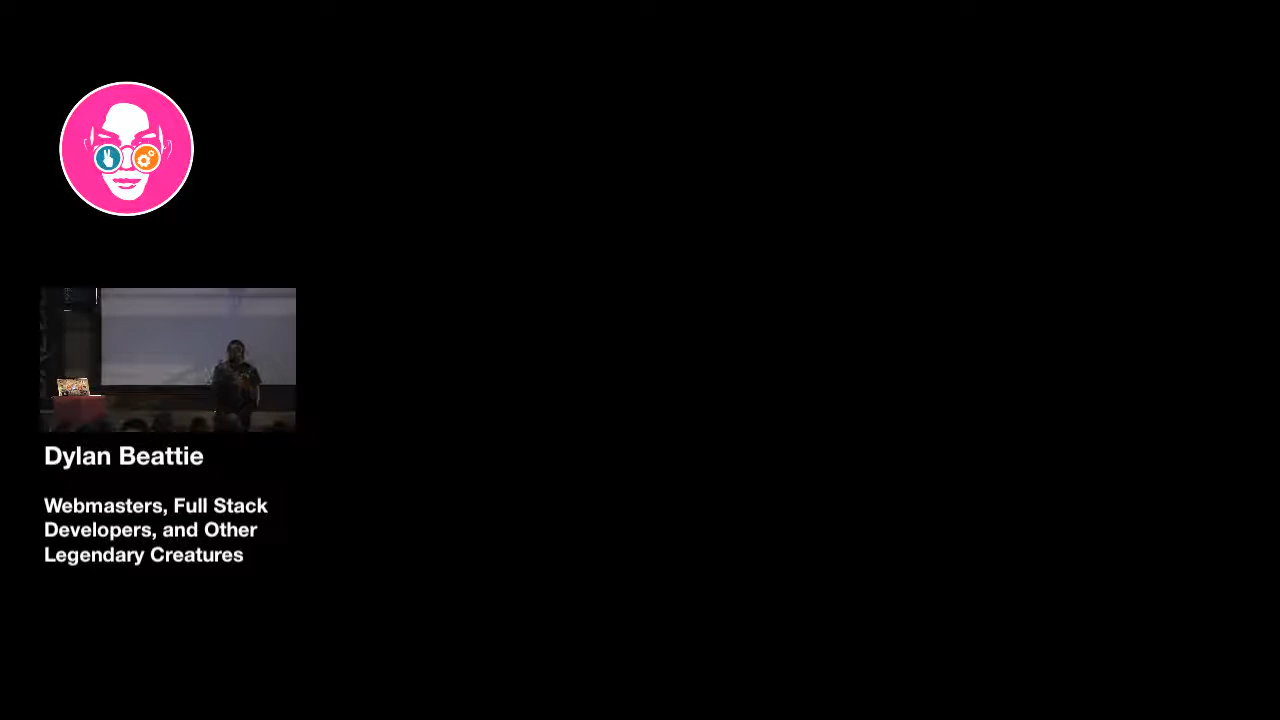 Dylan Beattie
Webmasters, Full Stack
Developers, and Other
Legendary Creatures